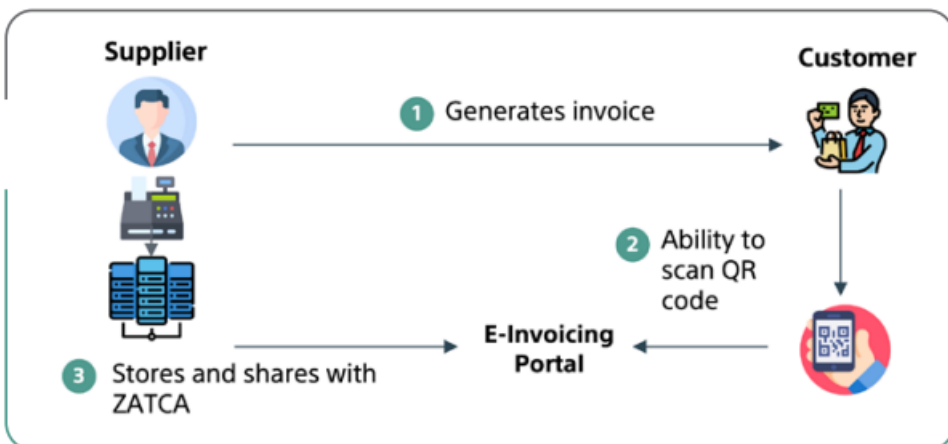 Supplier
Customer
1 Generates invoice
2 Ability to
scan QR
code
E-Invoicing
Portal
3 Stores and shares with
ZATCA